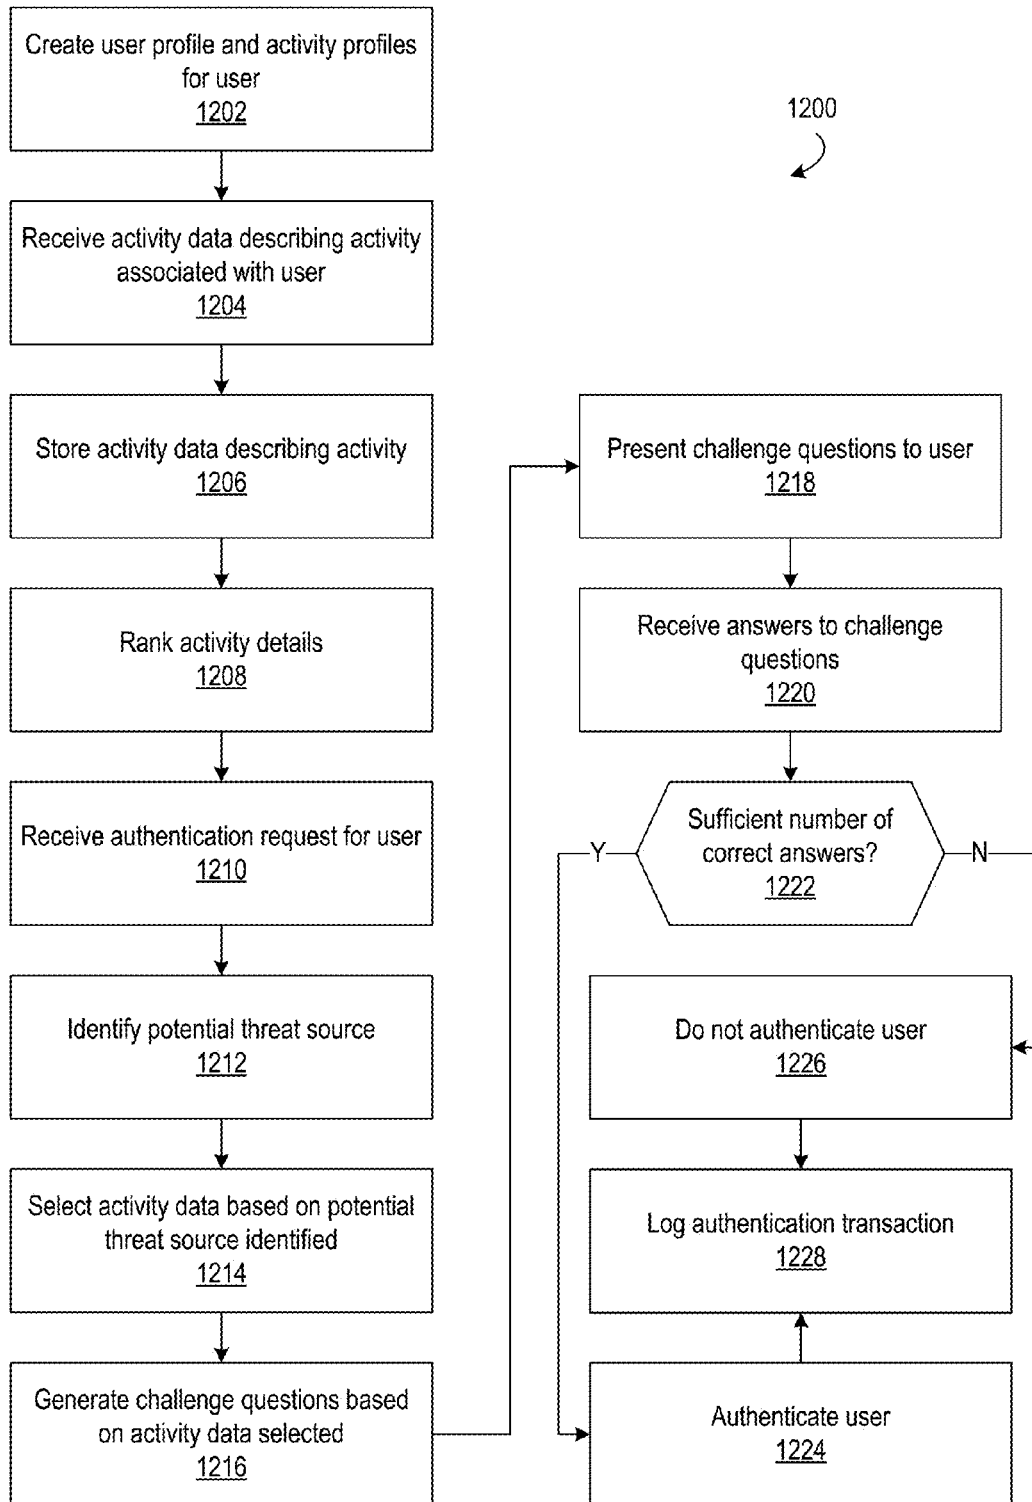 Create user profile and activity profiles
for user
1202
1200
Receive activity data describing activity
associated with user
1204
Store activity data describing activity
1206
Rank activity details
1208
Receive authentication request for user
1210
Identify potential threat source
1212
Select activity data based on potential
threat source identified
1214
Generate challenge questions based
on activity data selected
1216
Present challenge questions to user
1218
Receive answers to challenge
questions
1220
Sufficient number of
correct answers?
1222
Y
N
Do not authenticate user
1226
Log authentication transaction
1228
Authenticate user
1224